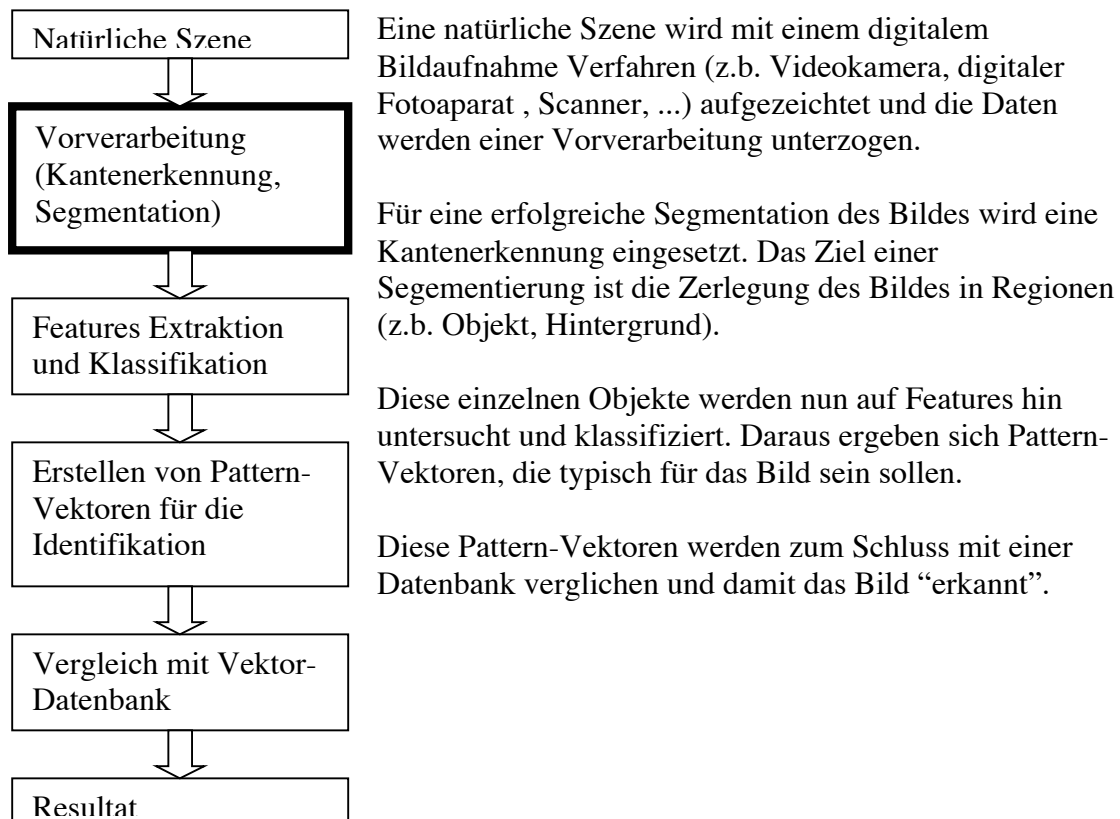 Natürliche Szene
Vorverarbeitung
(Kantenerkennung,
Segmentation)
Features Extraktion
und Klassifikation
Erstellen von Pattern-
Vektoren für die
Identifikation
Vergleich mit Vektor-
Datenbank
Resultat
Eine natürliche Szene wird mit einem digitalem
Bildaufnahme Verfahren (z.b. Videokamera, digitaler
Fotoaparat , Scanner, ...) aufgezeichtet und die Daten
werden einer Vorverarbeitung unterzogen.
Für eine erfolgreiche Segmentation des Bildes wird eine
Kantenerkennung eingesetzt. Das Ziel einer
Segementierung ist die Zerlegung des Bildes in Regionen
(z.b. Objekt, Hintergrund).
Diese einzelnen Objekte werden nun auf Features hin
untersucht und klassifiziert. Daraus ergeben sich Pattern-
Vektoren, die typisch für das Bild sein sollen.
Diese Pattern-Vektoren werden zum Schluss mit einer
Datenbank verglichen und damit das Bild “erkannt”.